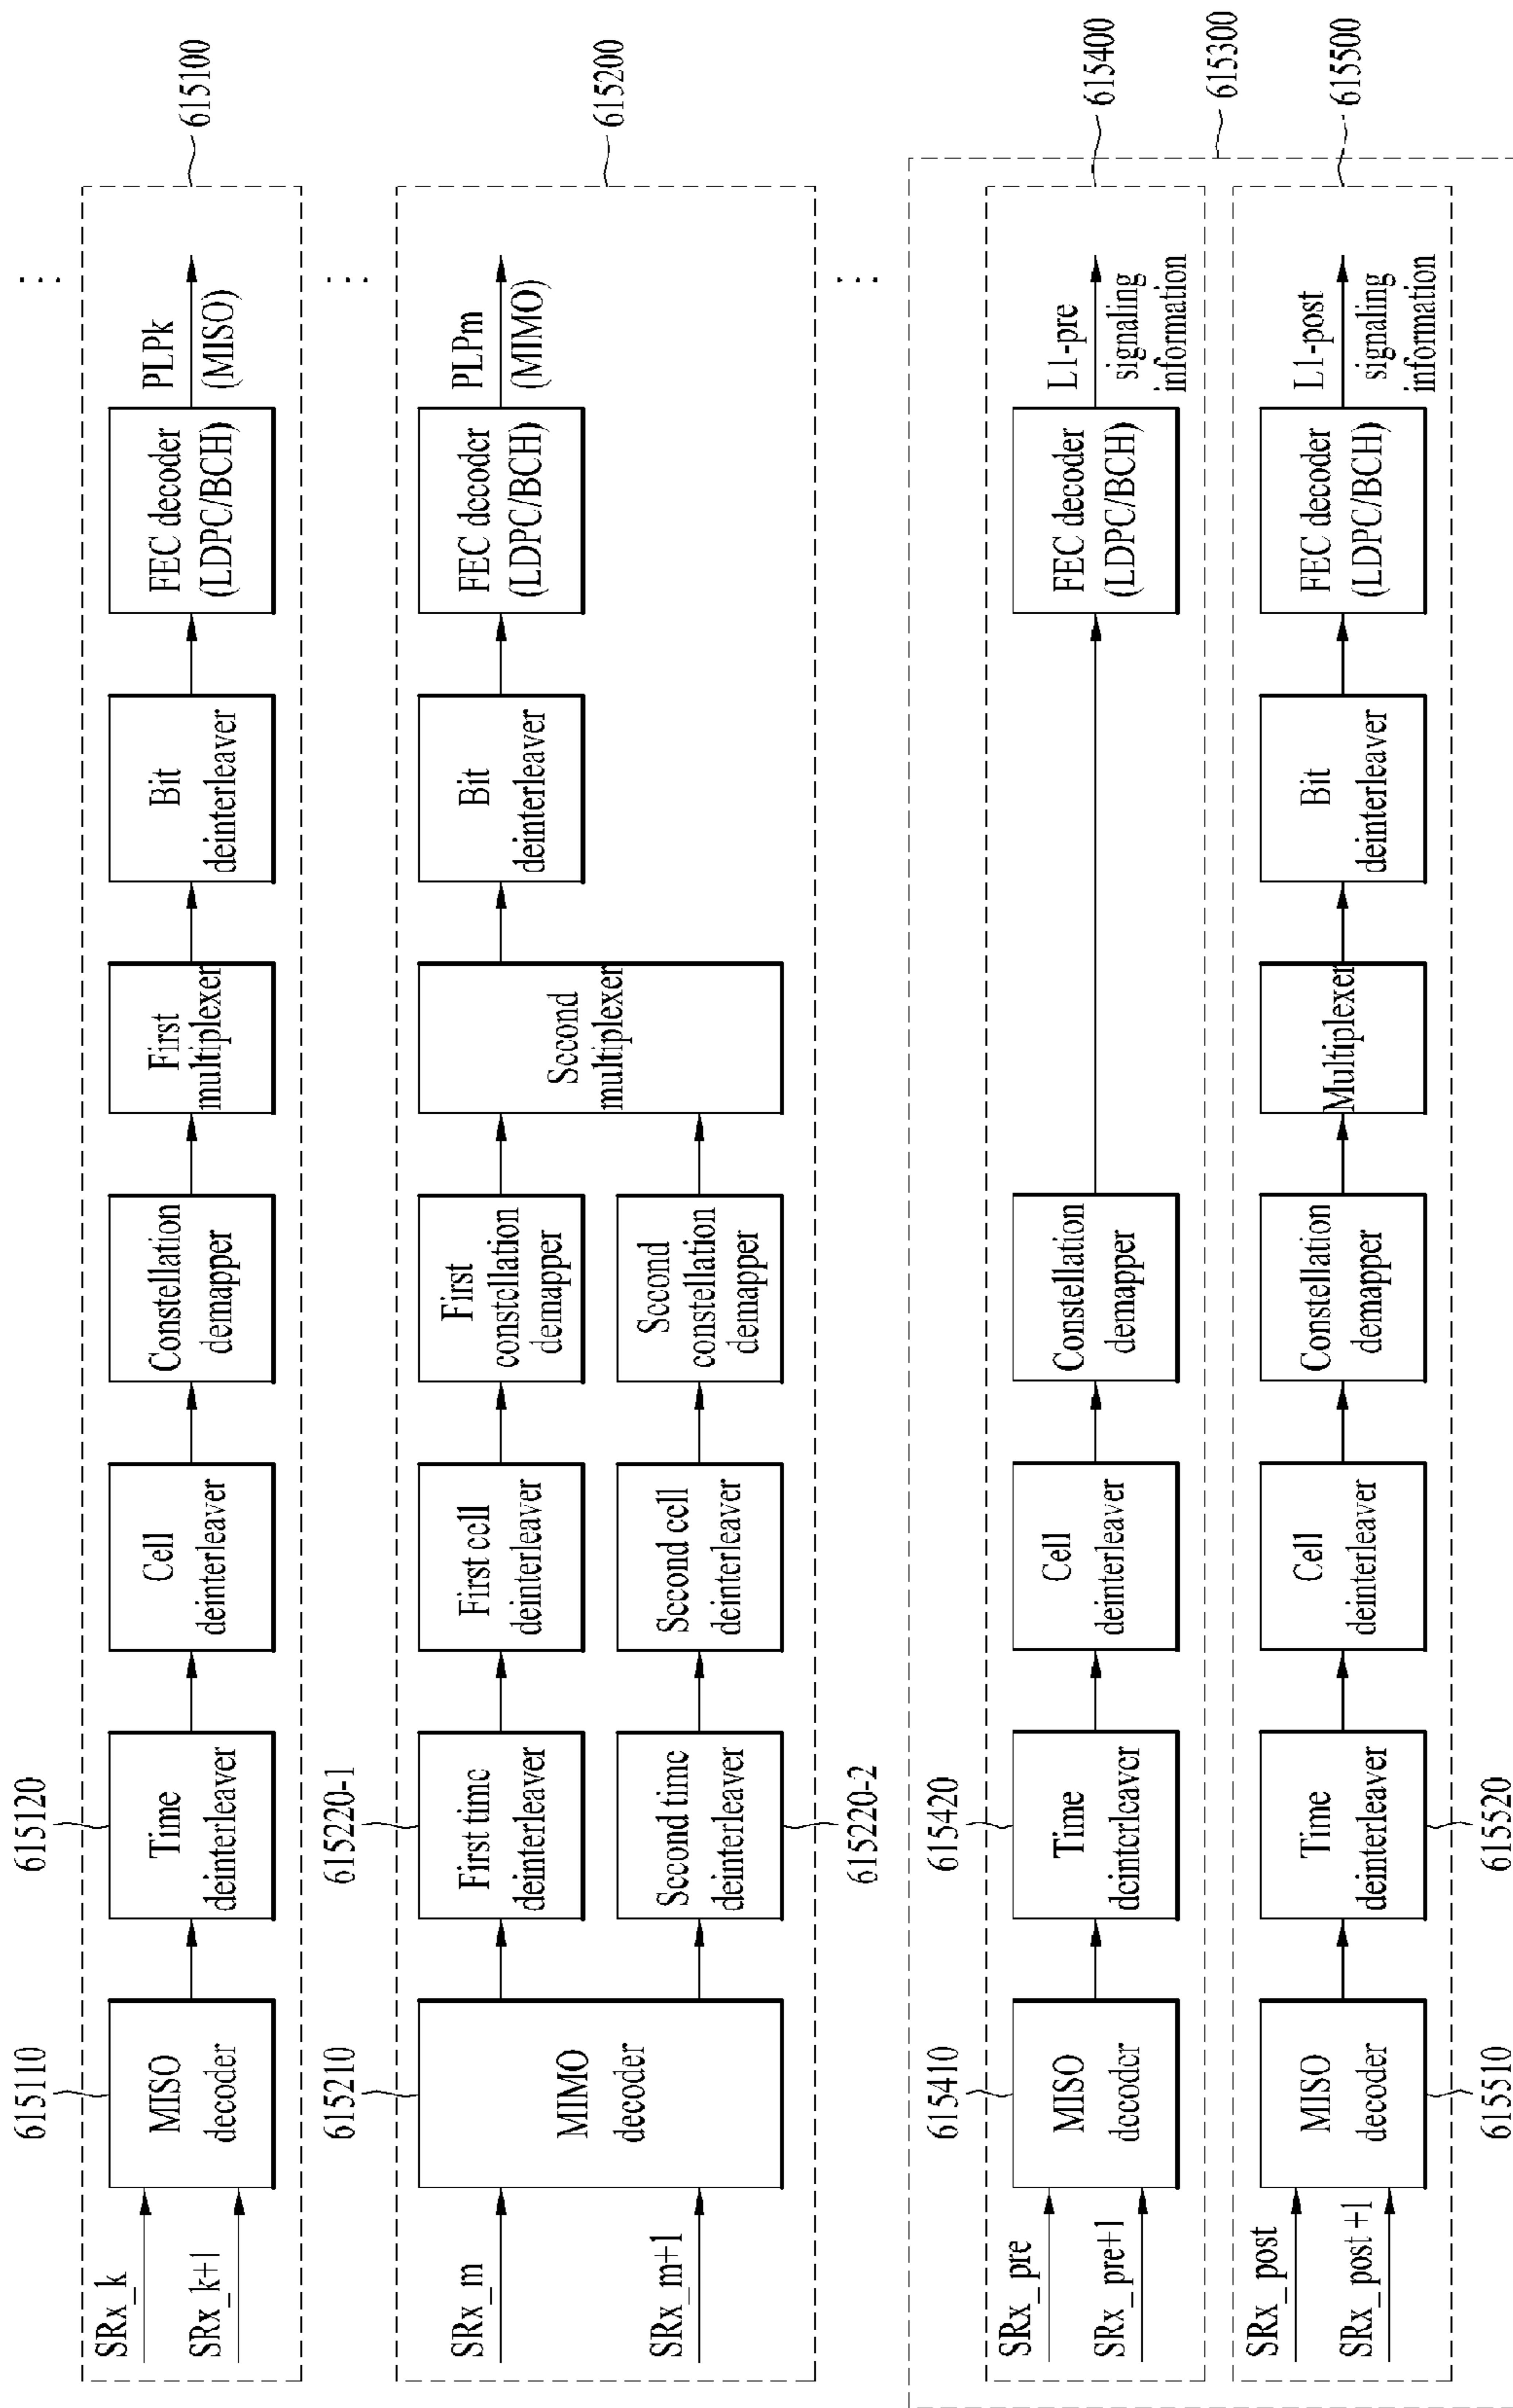 615110
615120
SRx_k
SRx_k+1
MISO
decoder
Time
deinterleaver
Cell
deinterleaver
Constellation
demapper
First
multiplexer
Bit
deinterleaver
FEC decoder
(LDPC/BCH)
PLPk
(MISO)
615100
...
615210
615220-1
SRx_m
SRx_m+1
MIMO
decoder
First time
deinterleaver
First cell
deinterleaver
First
constellation
demapper
Second time
deinterleaver
Second cell
deinterleaver
Second
constellation
demapper
Second
multiplexer
Bit
deinterleaver
FEC decoder
(LDPC/BCH)
PLPm
(MIMO)
615200
...
615220-2
...
615410
615420
SRx_pre
SRx_pre+1
MISO
decoder
Time
deinterleaver
Cell
deinterleaver
Constellation
demapper
FEC decoder
(LDPC/BCH)
L1-pre
signaling
information
615400
615300
SRx_post
SRx_post +1
MISO
decoder
Time
deinterleaver
Cell
deinterleaver
Constellation
demapper
Multiplexer
Bit
deinterleaver
FEC decoder
(LDPC/BCH)
L1-post
signaling
information
615500
615510
615520